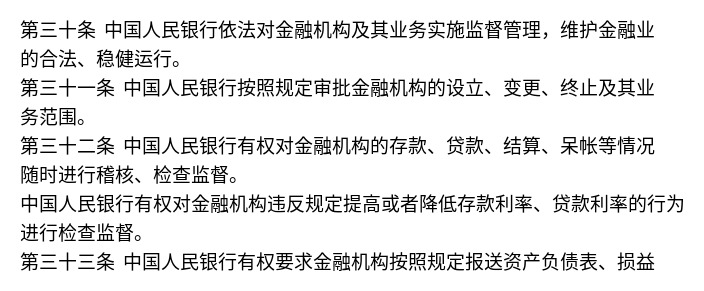 第三十条 中国人民银行依法对金融机构及其业务实施监督管理，维护金融业
的合法、稳健运行。
第三十一条 中国人民银行按照规定审批金融机构的设立、变更、终止及其业
务范围。
第三十二条 中国人民银行有权对金融机构的存款、贷款、结算、呆帐等情况
随时进行稽核、检查监督。
中国人民银行有权对金融机构违反规定提高或者降低存款利率、贷款利率的行为
进行检查监督。
第三十三条 中国人民银行有权要求金融机构按照规定报送资产负债表、损益